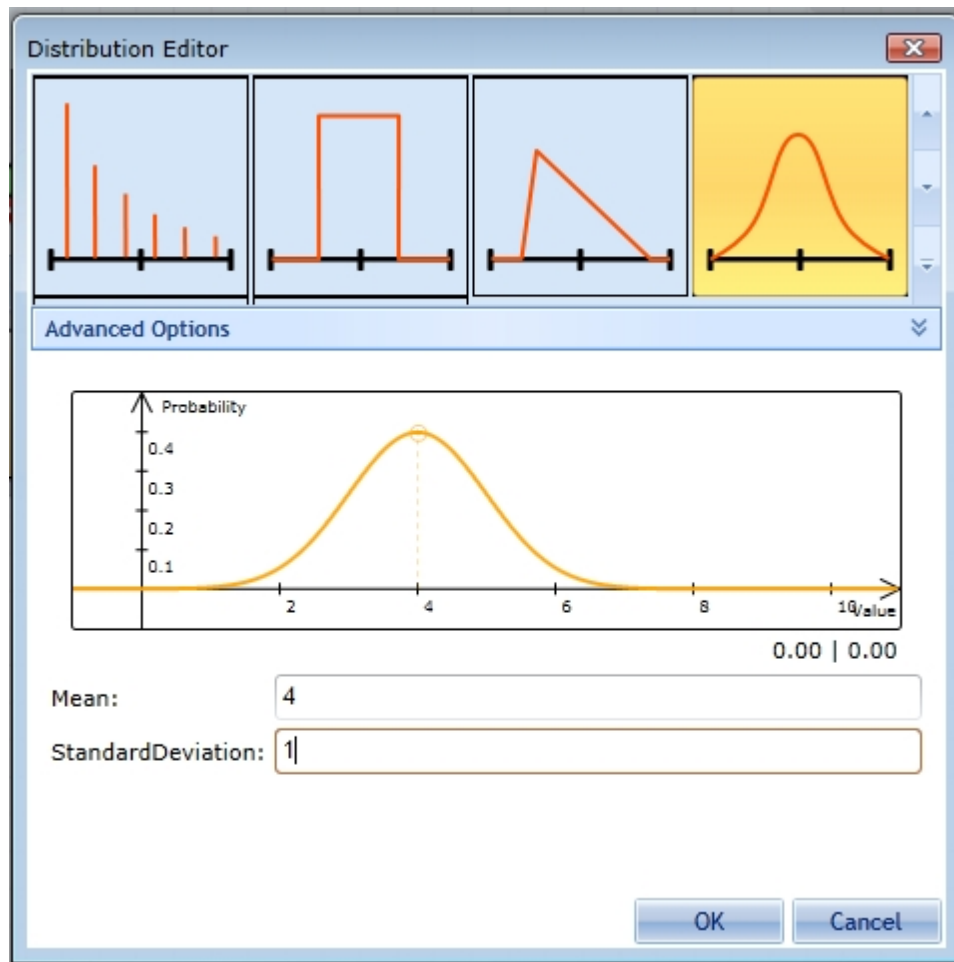 Distribution Editor
Advanced Options
Probability
0.4
0.3
0.2
0.1
2 4 6 8 10 Value
0.00 | 0.00
Mean: 4
StandardDeviation: 1
OK Cancel